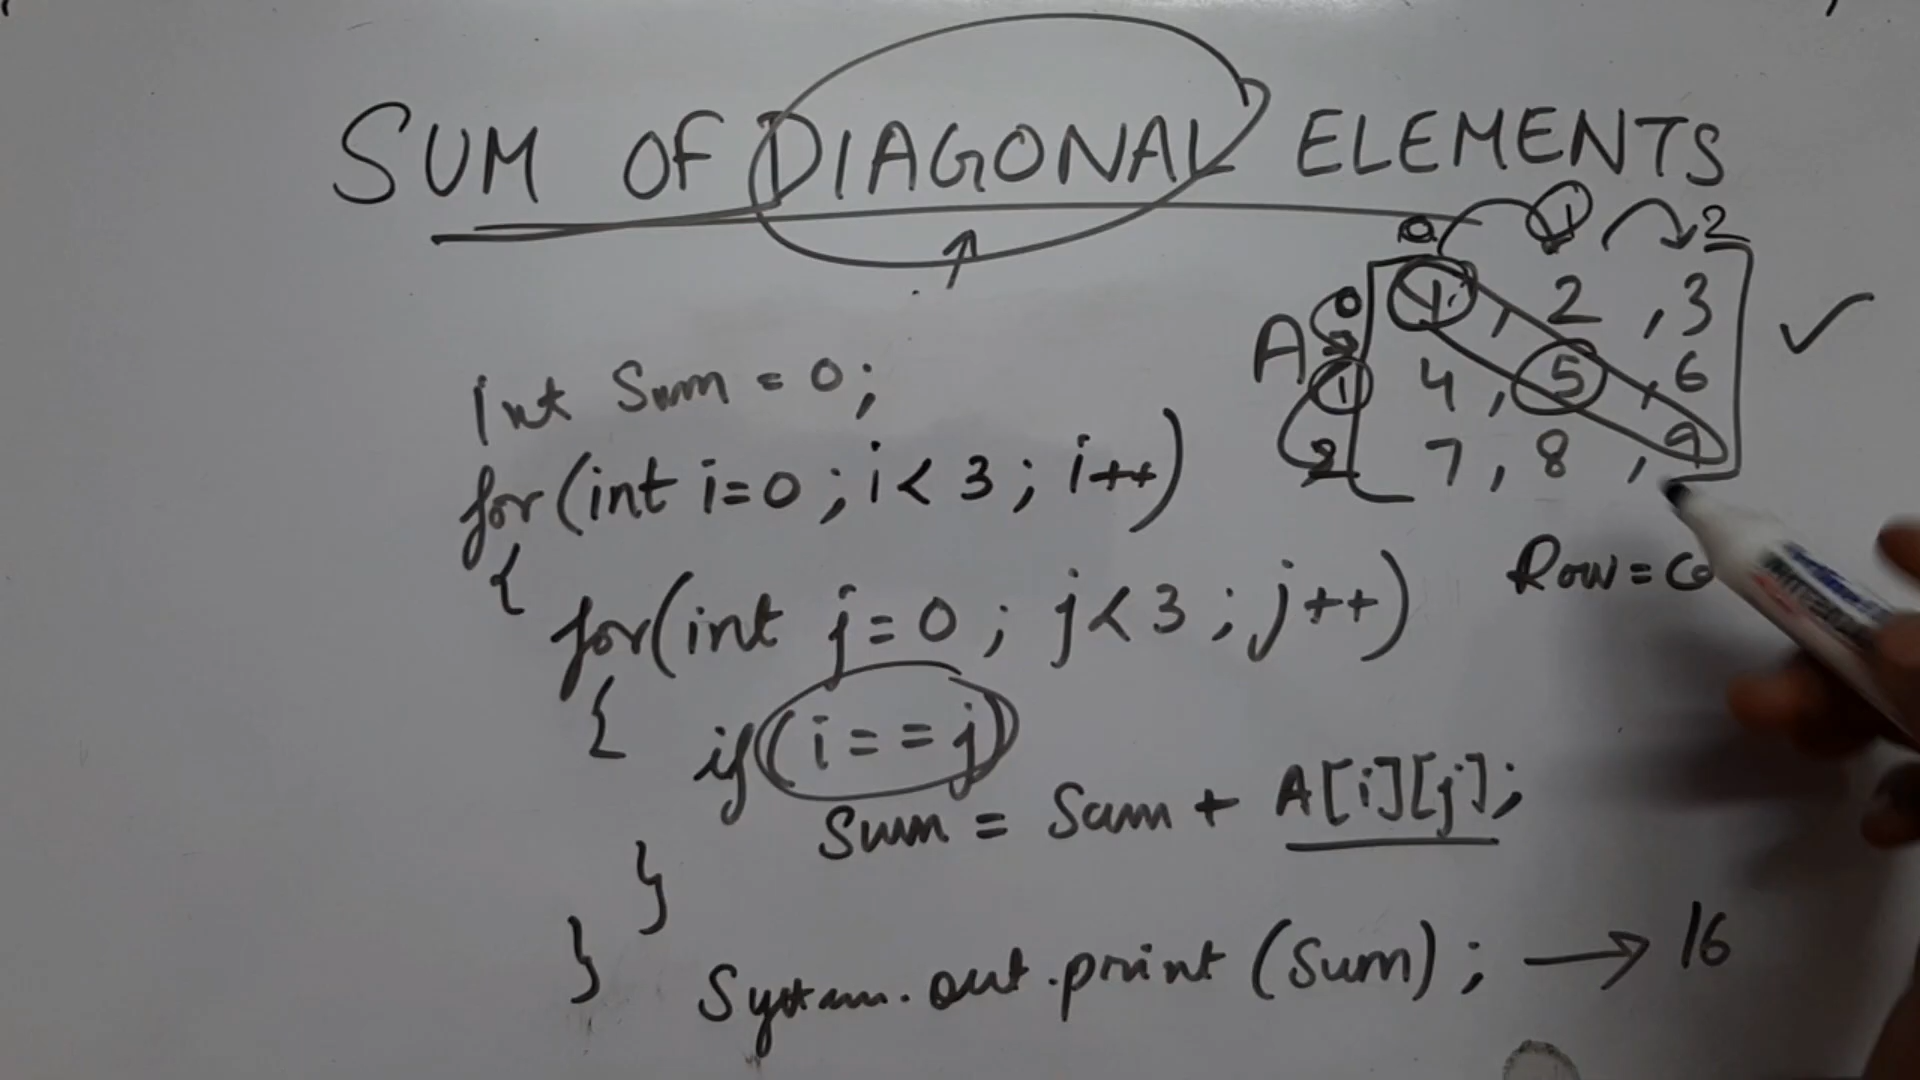 SUM OF DIAGONAL ELEMENTS
0 1 2
A
0 1, 2, 3
1 4, 5, 6
2 7, 8, 9
int Sum = 0;
for(int i=0; i<3; i++)
{ for(int j=0; j<3; j++)
Row = Co
{ if(i==j)
Sum = Sum + A[i][j];
}
}
System.out.print(Sum); → 16